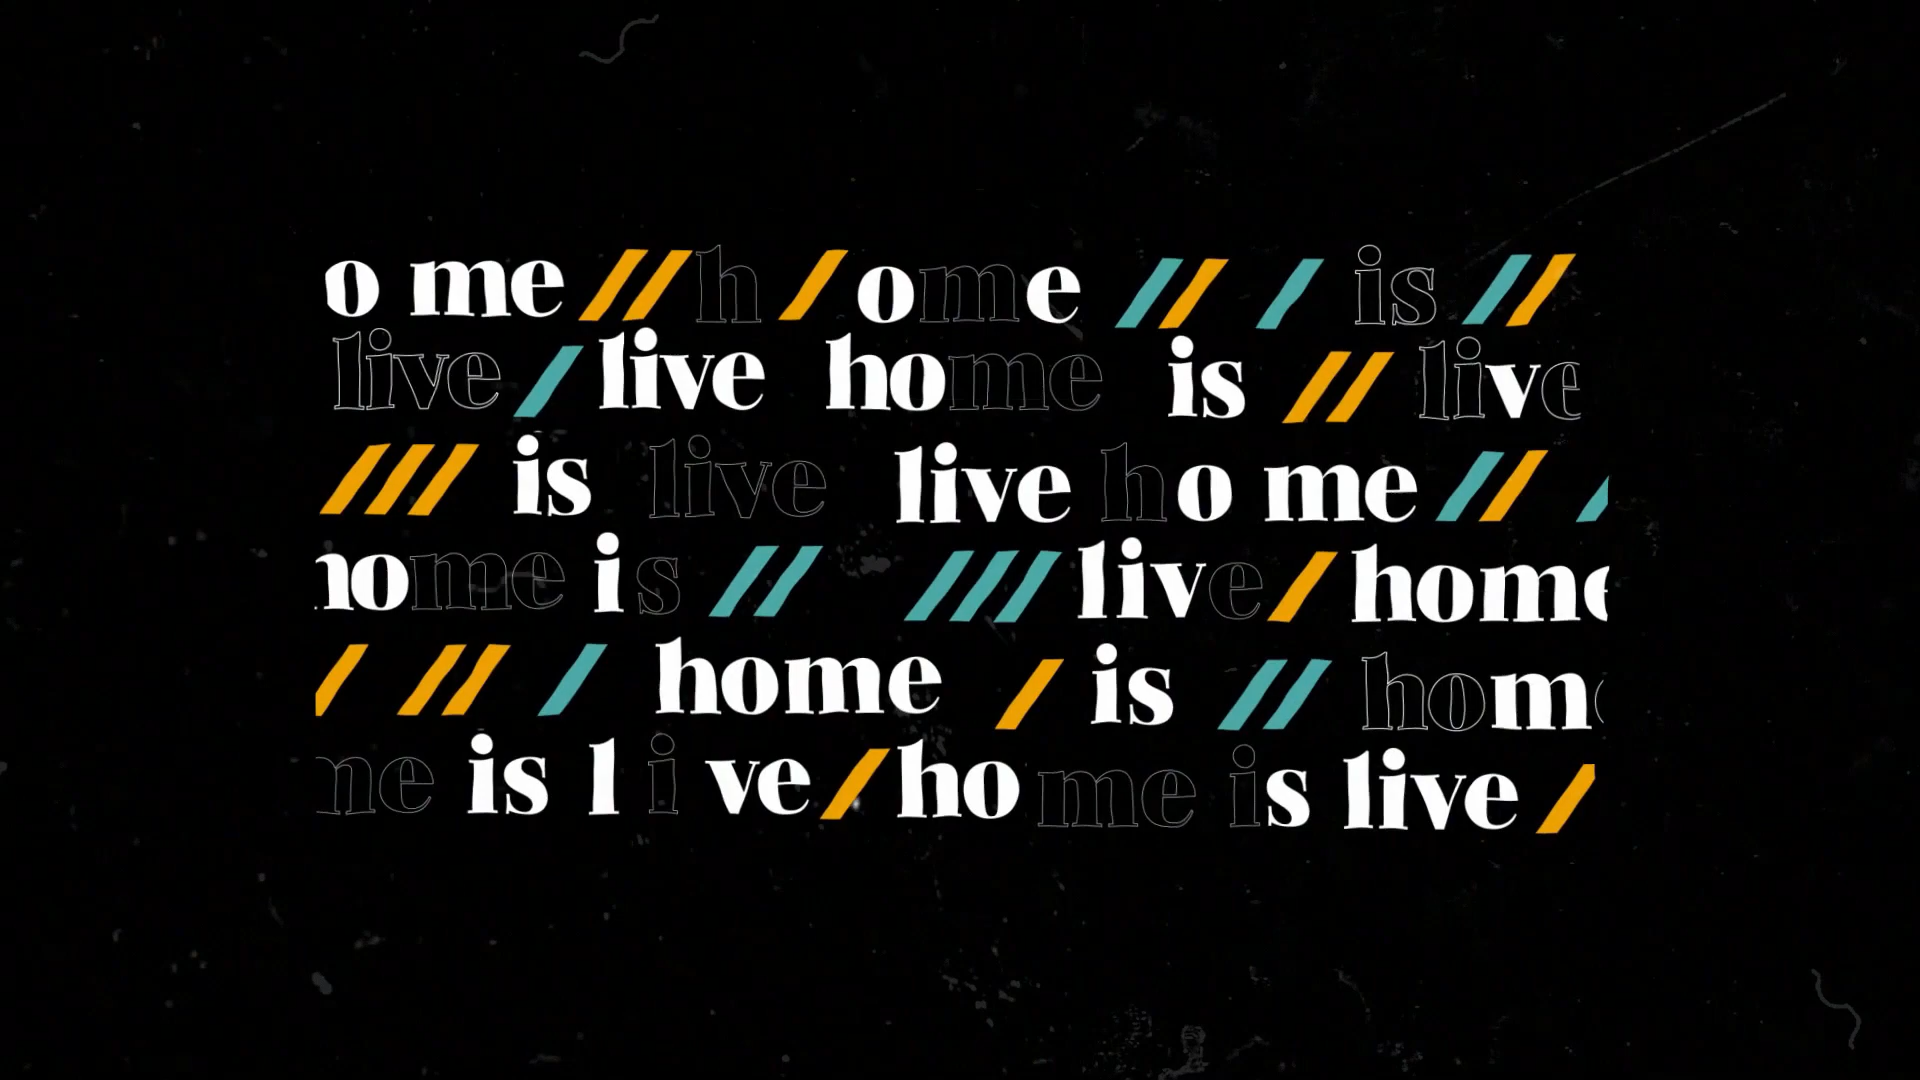 o me // h / ome // / is //
live / live home is // live
/// is live live ho me // /
home is // /// live / home
/ // / home / is // hom
me is l i ve / home is live /